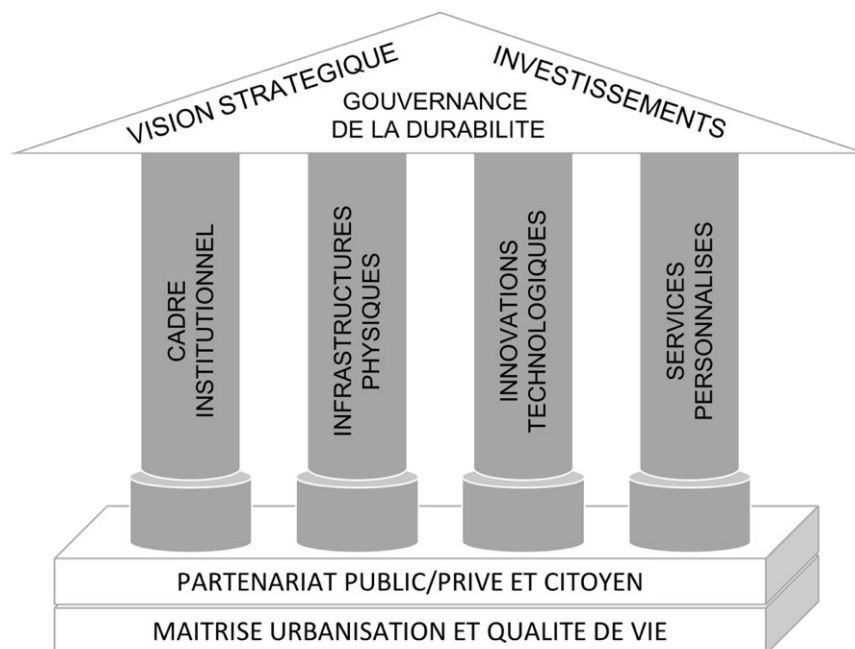 VISION STRATEGIQUE
INVESTISSEMENTS
GOUVERNANCE
DE LA DURABILITE
CADRE
INSTITUTIONNEL
INFRASTRUCTURES
PHYSIQUES
INNOVATIONS
TECHNOLOGIQUES
SERVICES
PERSONNALISES
PARTENARIAT PUBLIC/PRIVE ET CITOYEN
MAITRISE URBANISATION ET QUALITE DE VIE